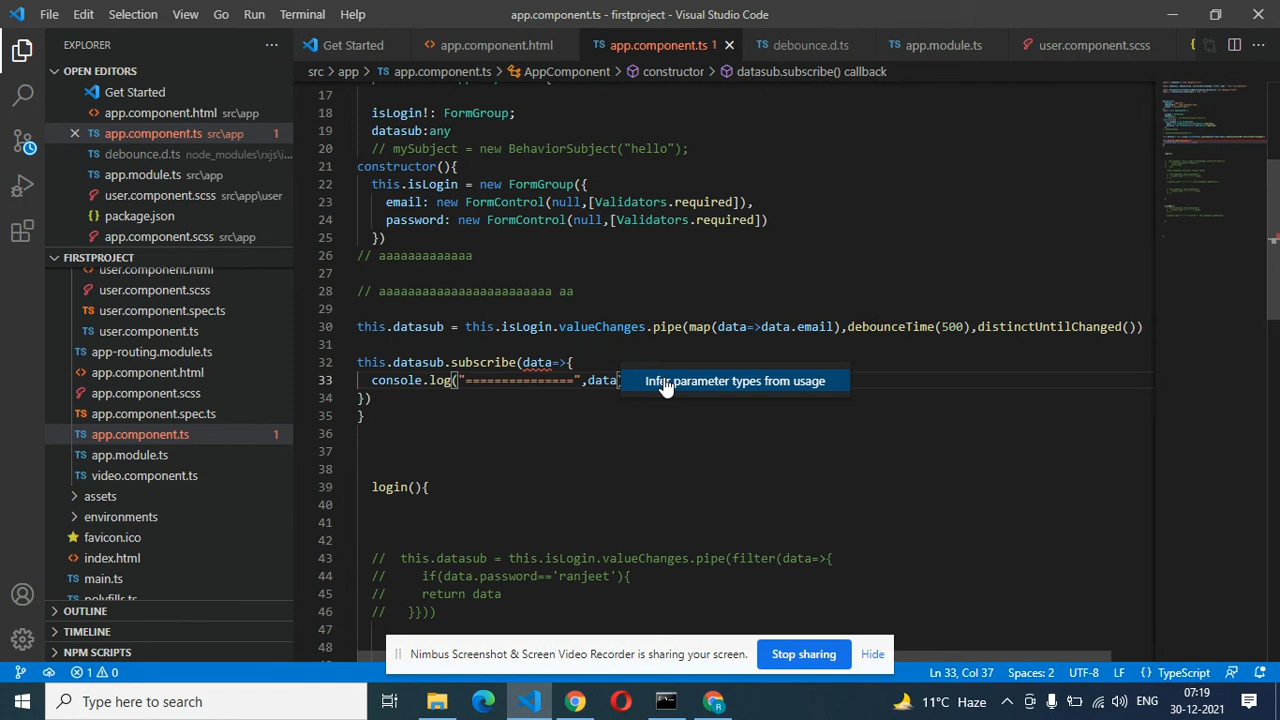 File Edit Selection View Go Run Terminal Help
app.component.ts - firstproject - Visual Studio Code
EXPLORER
OPEN EDITORS
Get Started
app.component.html src\app
app.component.ts src\app 1
debounce.d.ts node_modules\rxjs\i...
app.module.ts src\app
user.component.scss src\app\user
package.json
app.component.scss src\app
FIRSTPROJECT
user.component.html
user.component.scss
user.component.spec.ts
user.component.ts
app-routing.module.ts
app.component.html
app.component.scss
app.component.spec.ts
app.component.ts 1
app.module.ts
video.component.ts
assets
environments
favicon.ico
index.html
main.ts
polyfills.ts
OUTLINE
TIMELINE
NPM SCRIPTS
Get Started app.component.html app.component.ts 1 debounce.d.ts app.module.ts user.component.scss
src > app > TS app.component.ts > AppComponent > constructor > datasub.subscribe() callback
17
18 isLogin!: FormGroup;
19 datasub:any
20 // mySubject = new BehaviorSubject("hello");
21 constructor(){
22 this.isLogin = new FormGroup({
23 email: new FormControl(null,[Validators.required]),
24 password: new FormControl(null,[Validators.required])
25 })
26 // aaaaaaaaaaaaa
27
28 // aaaaaaaaaaaaaaaaaaaaaaaa aa
29
30 this.datasub = this.isLogin.valueChanges.pipe(map(data=>data.email),debounceTime(500),distinctUntilChanged())
31
32 this.datasub.subscribe(data=>{
33 console.log("===============",data
Infer parameter types from usage
34 })
35 }
36
37
38
39 login(){
40
41
42
43 // this.datasub = this.isLogin.valueChanges.pipe(filter(data=>{
44 // if(data.password=='ranjeet'){
45 // return data
46 // }}))
47
48
Nimbus Screenshot & Screen Video Recorder is sharing your screen. Stop sharing Hide
1 0 Ln 33, Col 37 Spaces: 2 UTF-8 LF TypeScript
Type here to search
11°C Haze ENG 07:19
30-12-2021